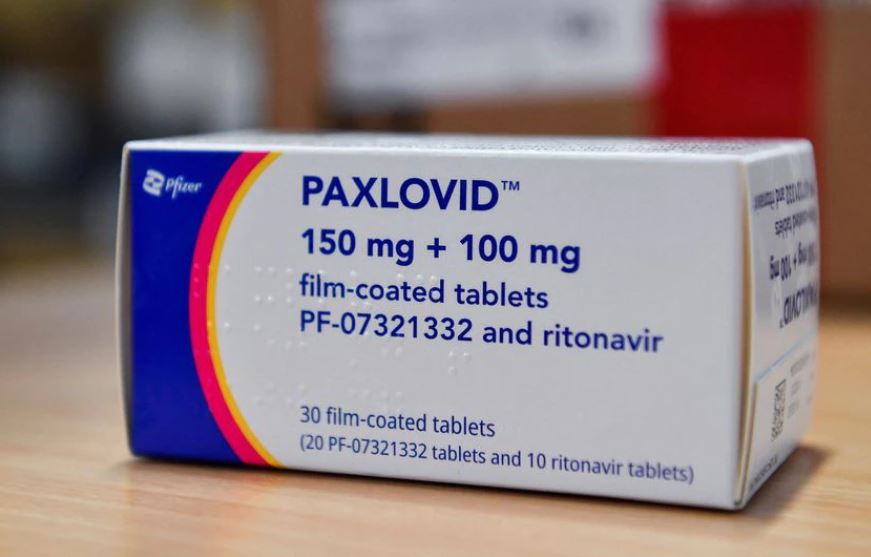 Pfizer
PAXLOVID™
150 mg + 100 mg
film-coated tablets
PF-07321332 and ritonavir
30 film-coated tablets
(20 PF-07321332 tablets and 10 ritonavir tablets)